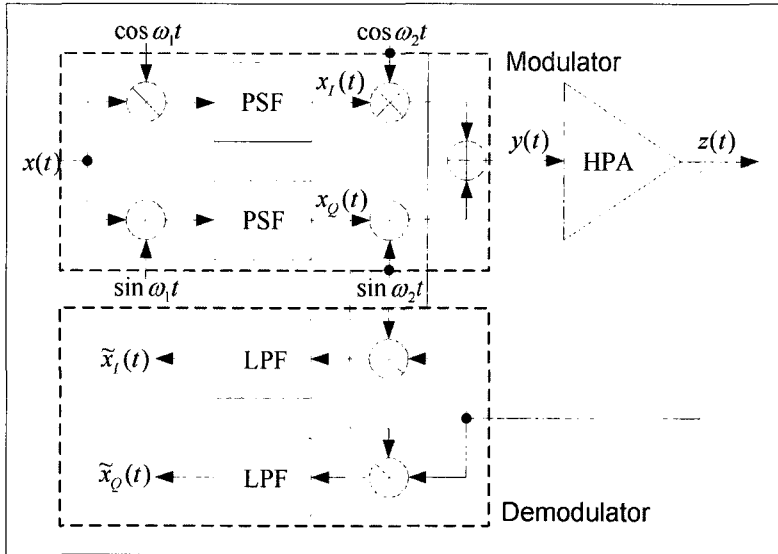 cos ω₁t cos ω₂t
Modulator
PSF x_I(t)
x(t) y(t) HPA z(t)
PSF x_Q(t)
sin ω₁t sin ω₂t
x̃_I(t) LPF
x̃_Q(t) LPF
Demodulator